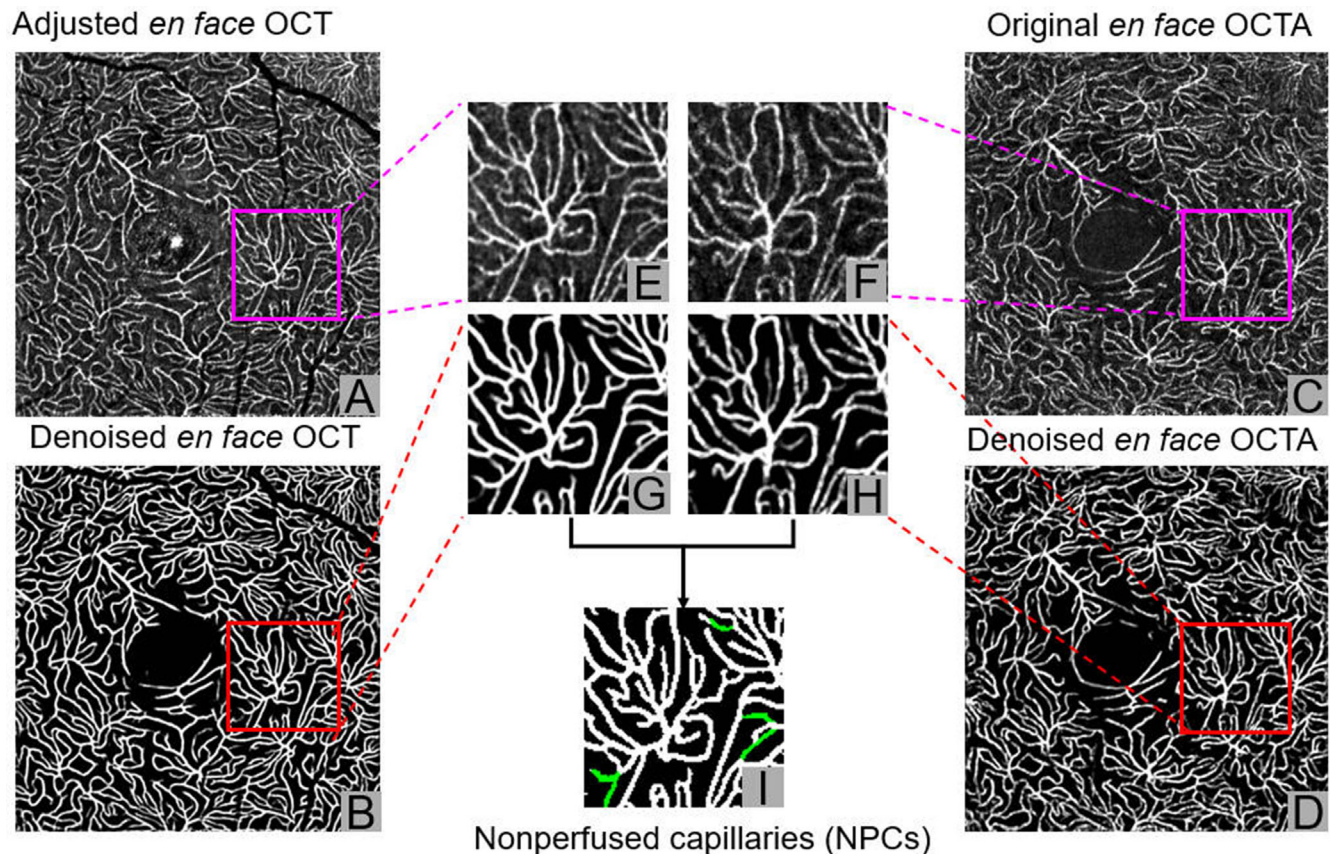 Adjusted en face OCT
Original en face OCTA
A
E
F
C
Denoised en face OCT
Denoised en face OCTA
G
H
B
I
D
Nonperfused capillaries (NPCs)